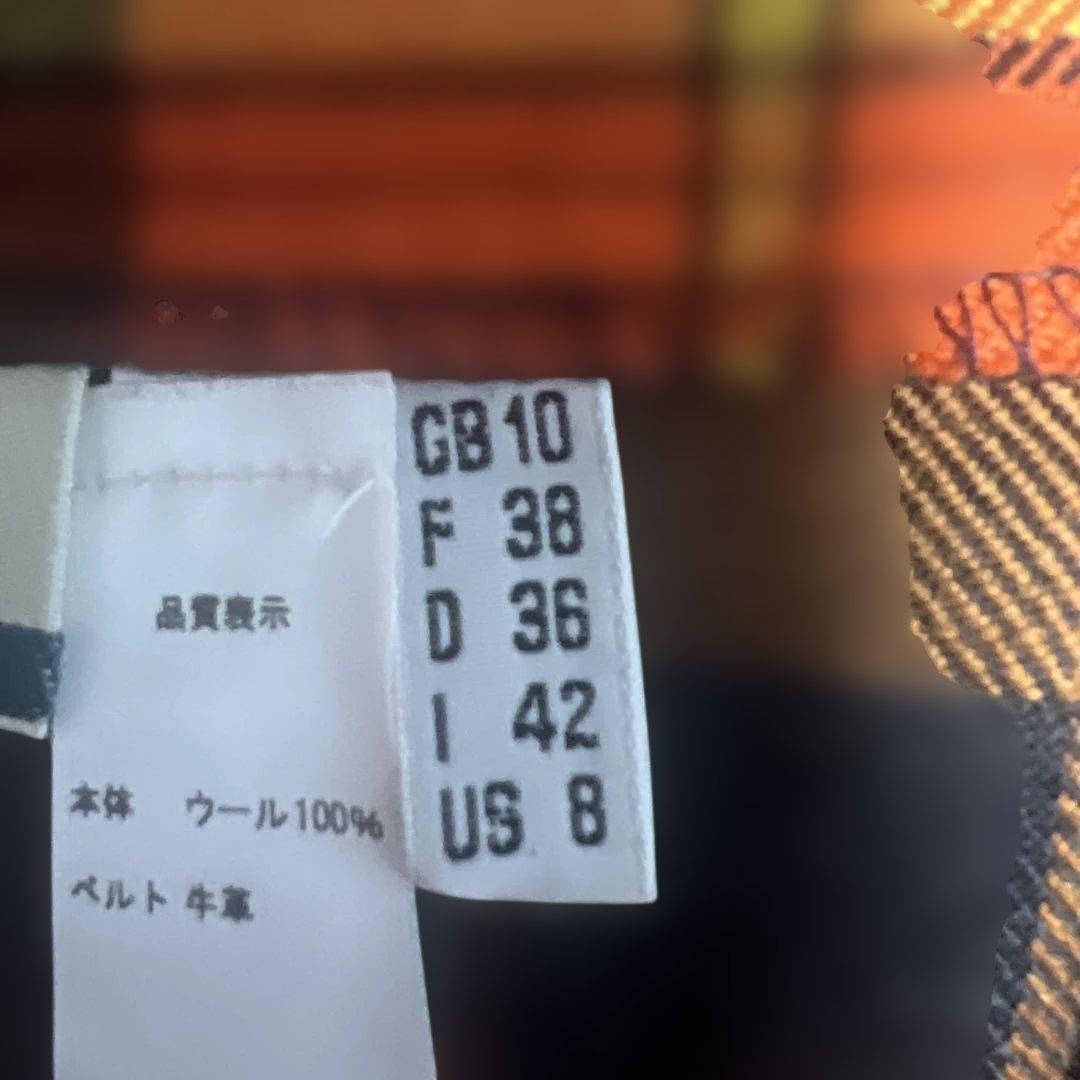 品質表示
本体 ウール100%
ベルト 牛革
GB 10
F 38
D 36
I 42
US 8